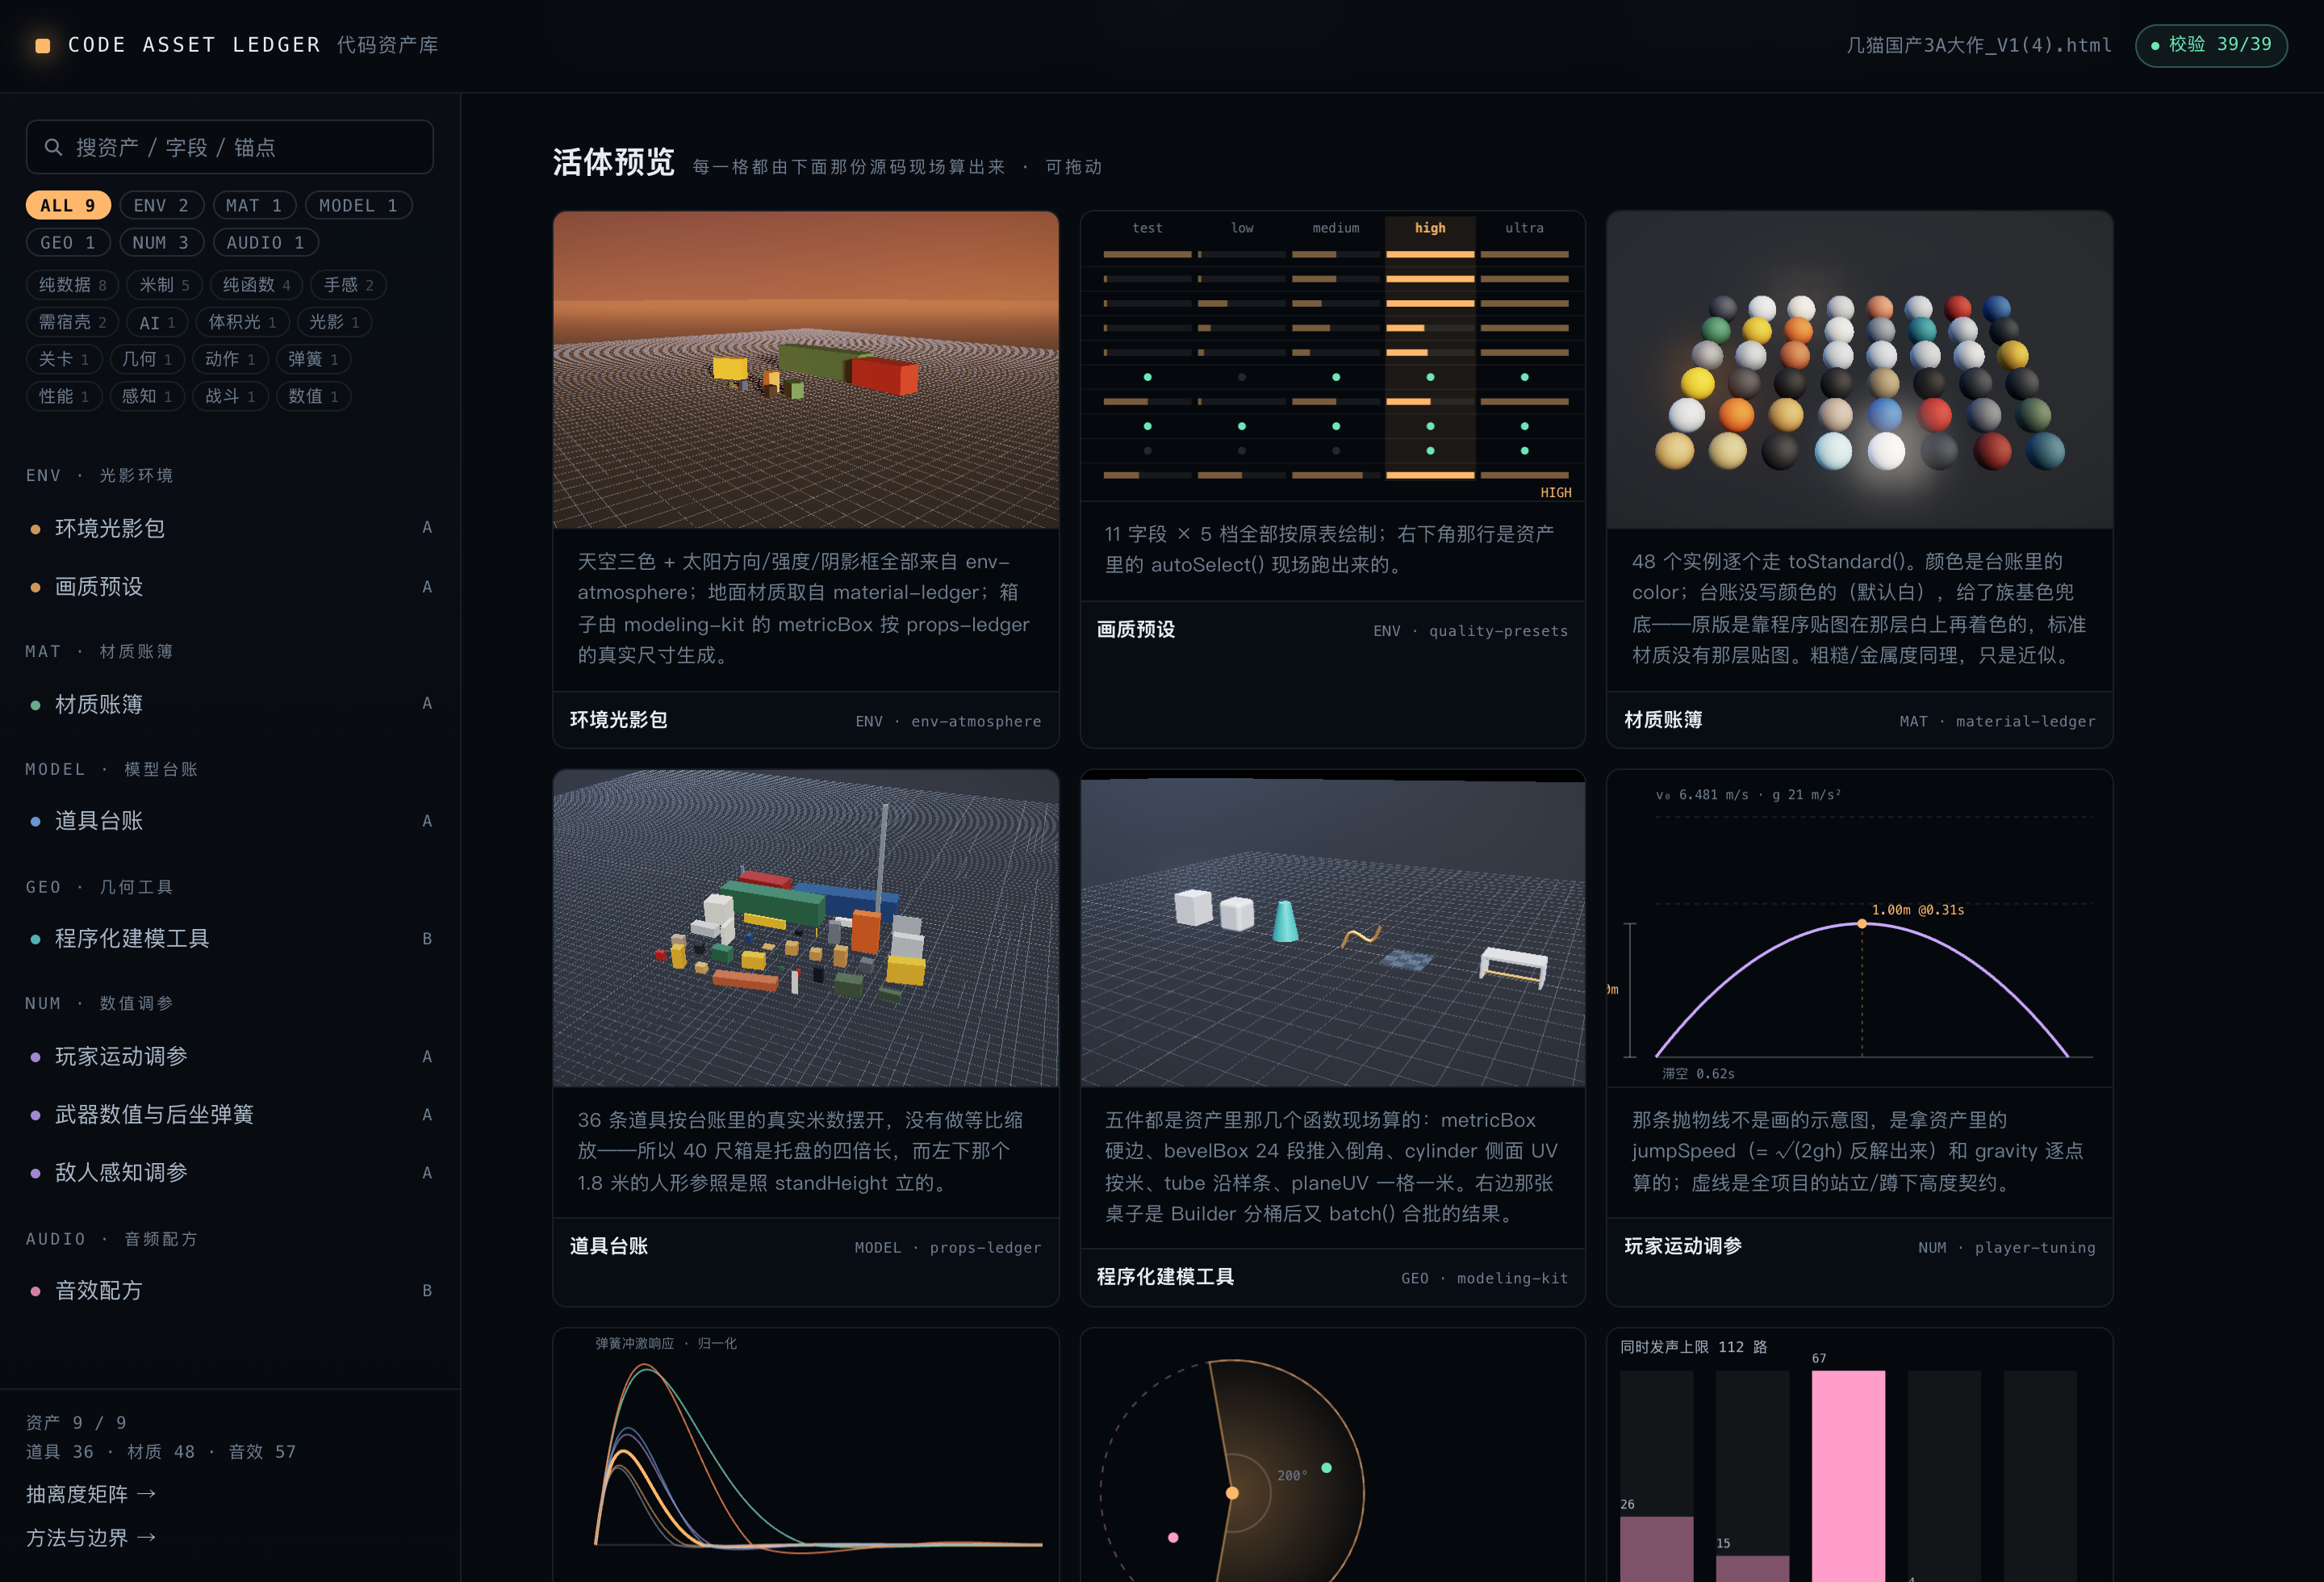 CODE ASSET LEDGER 代码资产库
几猫国产3A大作_V1(4).html
校验 39/39
搜资产 / 字段 / 锚点
ALL 9 ENV 2 MAT 1 MODEL 1
GEO 1 NUM 3 AUDIO 1
纯数据 8 米制 5 纯函数 4 手感 2
需宿壳 2 AI 1 体积光 1 光影 1
关卡 1 几何 1 动作 1 弹簧 1
性能 1 感知 1 战斗 1 数值 1
ENV · 光影环境
环境光影包 A
画质预设 A
MAT · 材质账簿
材质账簿 A
MODEL · 模型台账
道具台账 A
GEO · 几何工具
程序化建模工具 B
NUM · 数值调参
玩家运动调参 A
武器数值与后坐弹簧 A
敌人感知调参 A
AUDIO · 音频配方
音效配方 B
资产 9 / 9
道具 36 · 材质 48 · 音效 57
抽离度矩阵 →
方法与边界 →
活体预览 每一格都由下面那份源码现场算出来 · 可拖动
天空三色 + 太阳方向/强度/阴影框全部来自 env-
atmosphere；地面材质取自 material-ledger；箱
子由 modeling-kit 的 metricBox 按 props-ledger
的真实尺寸生成。
环境光影包 ENV · env-atmosphere
test low medium high ultra
HIGH
11 字段 × 5 档全部按原表绘制；右下角那行是资产
里的 autoSelect() 现场跑出来的。
画质预设 ENV · quality-presets
48 个实例逐个走 toStandard()。颜色是台账里的
color；台账没写颜色的（默认白），给了族基色兜
底——原版是靠程序贴图在那层白上再着色的，标准
材质没有那层贴图。粗糙/金属度同理，只是近似。
材质账簿 MAT · material-ledger
36 条道具按台账里的真实米数摆开，没有做等比缩
放——所以 40 尺箱是托盘的四倍长，而左下那个
1.8 米的人形参照是照 standHeight 立的。
道具台账 MODEL · props-ledger
五件都是资产里那几个函数现场算的：metricBox
硬边、bevelBox 24 段推入倒角、cylinder 侧面 UV
按米、tube 沿样条、planeUV 一格一米。右边那张
桌子是 Builder 分桶后又 batch() 合批的结果。
程序化建模工具 GEO · modeling-kit
v₀ 6.481 m/s · g 21 m/s²
1.00m @0.31s
滞空 0.62s
那条抛物线不是画的示意图，是拿资产里的
jumpSpeed（= √(2gh) 反解出来）和 gravity 逐点
算的；虚线是全项目的站立/蹲下高度契约。
玩家运动调参 NUM · player-tuning
弹簧冲激响应 · 归一化
200°
同时发声上限 112 路
67
26
15